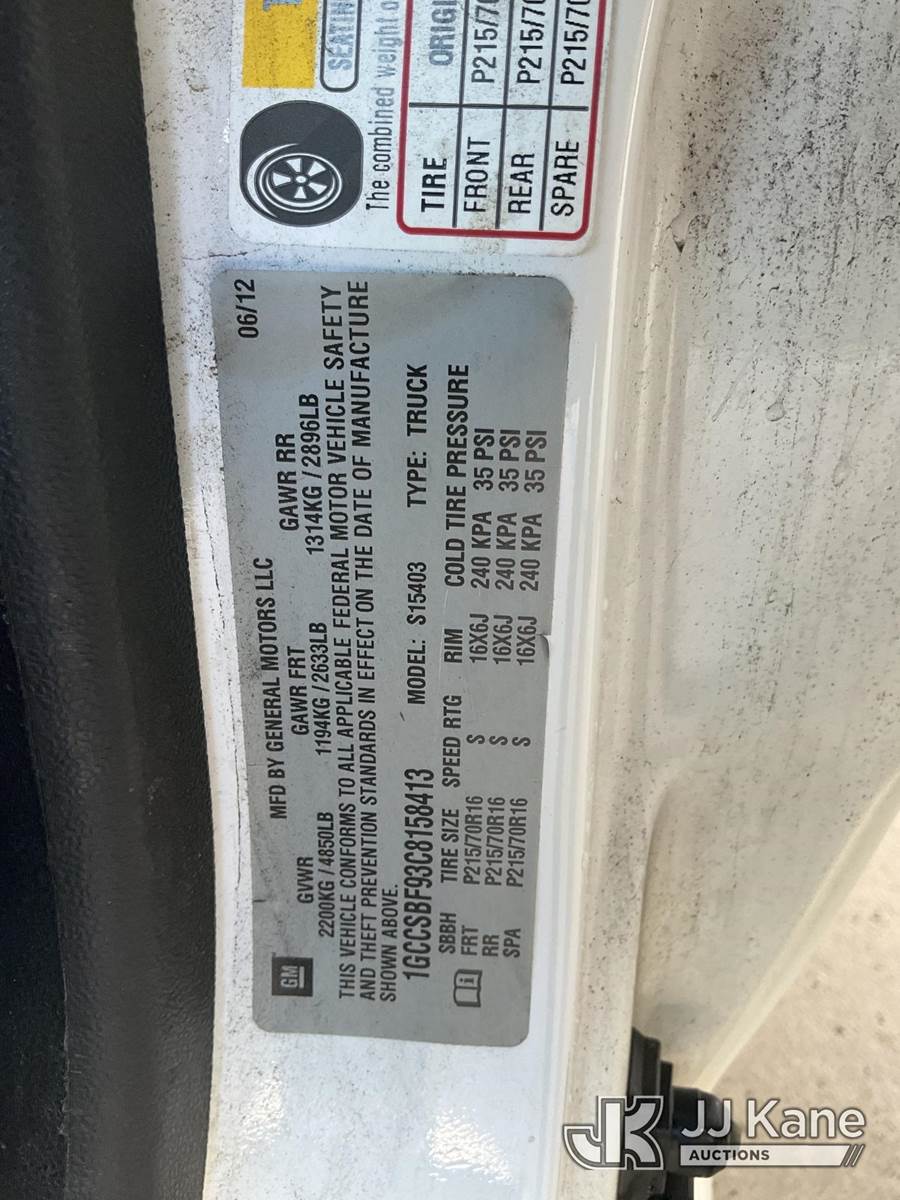 GM
MFD BY GENERAL MOTORS LLC
06/12
GVWR GAWR FRT GAWR RR
2200KG / 4850LB 1194KG / 2633LB 1314KG / 2896LB
THIS VEHICLE CONFORMS TO ALL APPLICABLE FEDERAL MOTOR VEHICLE SAFETY
AND THEFT PREVENTION STANDARDS IN EFFECT ON THE DATE OF MANUFACTURE
SHOWN ABOVE.
1GCCSBF93C8158413 MODEL: S15403 TYPE: TRUCK
SBBH TIRE SIZE SPEED RTG RIM COLD TIRE PRESSURE
FRT P215/70R16 S 16X6J 240 KPA 35 PSI
RR P215/70R16 S 16X6J 240 KPA 35 PSI
SPA P215/70R16 S 16X6J 240 KPA 35 PSI
The combined weight
TIRE
FRONT P215/70
REAR P215/70
SPARE P215/70
JK JJ Kane
AUCTIONS